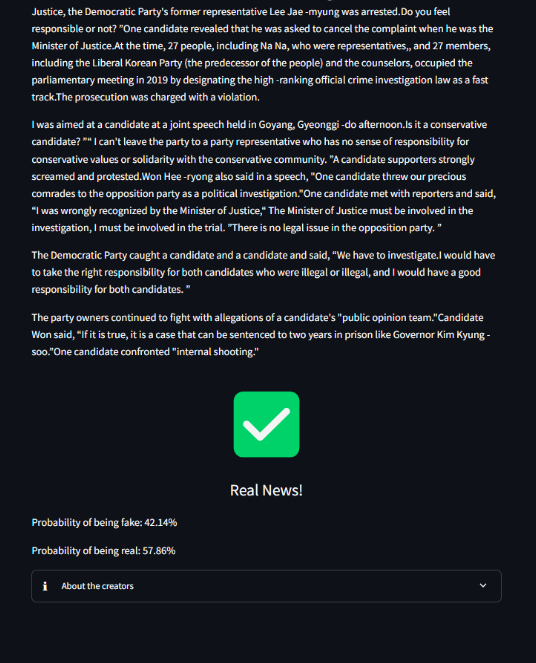 Justice, the Democratic Party's former representative Lee Jae -myung was arrested.Do you feel
responsible or not? "One candidate revealed that he was asked to cancel the complaint when he was the
Minister of Justice.At the time, 27 people, including Na Na, who were representatives,, and 27 members,
including the Liberal Korean Party (the predecessor of the people) and the counselors, occupied the
parliamentary meeting in 2019 by designating the high -ranking official crime investigation law as a fast
track.The prosecution was charged with a violation.
I was aimed at a candidate at a joint speech held in Goyang, Gyeonggi -do afternoon.Is it a conservative
candidate? "“ I can't leave the party to a party representative who has no sense of responsibility for
conservative values or solidarity with the conservative community. "A candidate supporters strongly
screamed and protested.Won Hee -ryong also said in a speech, "One candidate threw our precious
comrades to the opposition party as a political investigation."One candidate met with reporters and said,
“I was wrongly recognized by the Minister of Justice," The Minister of Justice must be involved in the
investigation, I must be involved in the trial. "There is no legal issue in the opposition party. ”
The Democratic Party caught a candidate and a candidate and said, “We have to investigate.I would have
to take the right responsibility for both candidates who were illegal or illegal, and I would have a good
responsibility for both candidates. ”
The party owners continued to fight with allegations of a candidate's "public opinion team."Candidate
Won said, “If it is true, it is a case that can be sentenced to two years in prison like Governor Kim Kyung -
soo."One candidate confronted "internal shooting."
Real News!
Probability of being fake: 42.14%
Probability of being real: 57.86%
About the creators